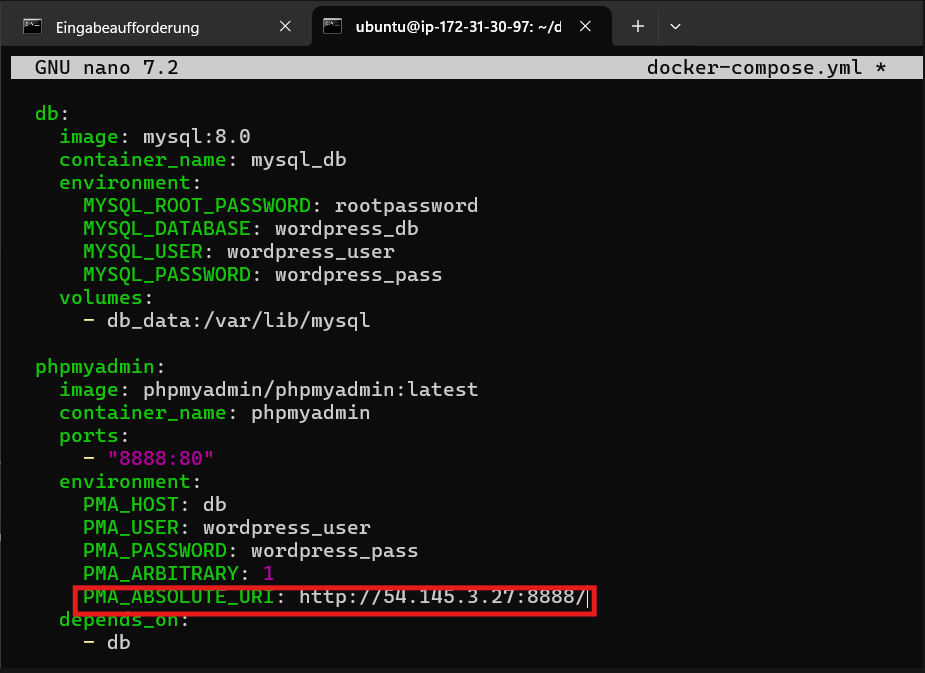 Eingabeaufforderung
ubuntu@ip-172-31-30-97: ~/d
GNU nano 7.2 docker-compose.yml *
db:
image: mysql:8.0
container_name: mysql_db
environment:
MYSQL_ROOT_PASSWORD: rootpassword
MYSQL_DATABASE: wordpress_db
MYSQL_USER: wordpress_user
MYSQL_PASSWORD: wordpress_pass
volumes:
- db_data:/var/lib/mysql
phpmyadmin:
image: phpmyadmin/phpmyadmin:latest
container_name: phpmyadmin
ports:
- "8888:80"
environment:
PMA_HOST: db
PMA_USER: wordpress_user
PMA_PASSWORD: wordpress_pass
PMA_ARBITRARY: 1
PMA_ABSOLUTE_URI: http://54.145.3.27:8888/
depends_on:
- db